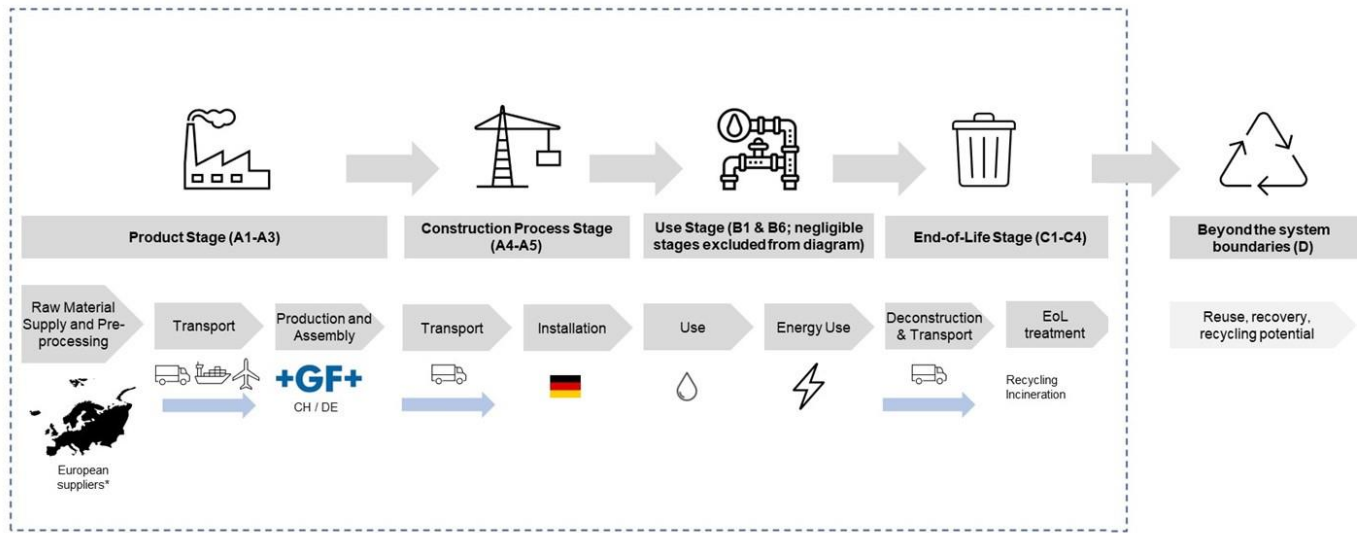 Product Stage (A1-A3)
Construction Process Stage
(A4-A5)
Use Stage (B1 & B6; negligible
stages excluded from diagram)
End-of-Life Stage (C1-C4)
Beyond the system
boundaries (D)
Raw Material
Supply and Pre-
processing
Transport
Production and
Assembly
Transport
Installation
Use
Energy Use
Deconstruction
& Transport
EoL
treatment
Reuse, recovery,
recycling potential
+GF+
CH / DE
Recycling
Incineration
European
suppliers*